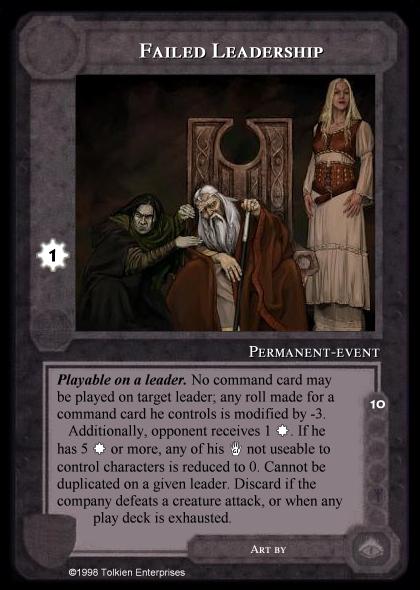 Failed Leadership
1
Permanent-event
Playable on a leader. No command card may
be played on target leader; any roll made for a
command card he controls is modified by -3.
Additionally, opponent receives 1 . If he
has 5 or more, any of his not useable to
control characters is reduced to 0. Cannot be
duplicated on a given leader. Discard if the
company defeats a creature attack, or when any
play deck is exhausted.
10
Art by
©1998 Tolkien Enterprises